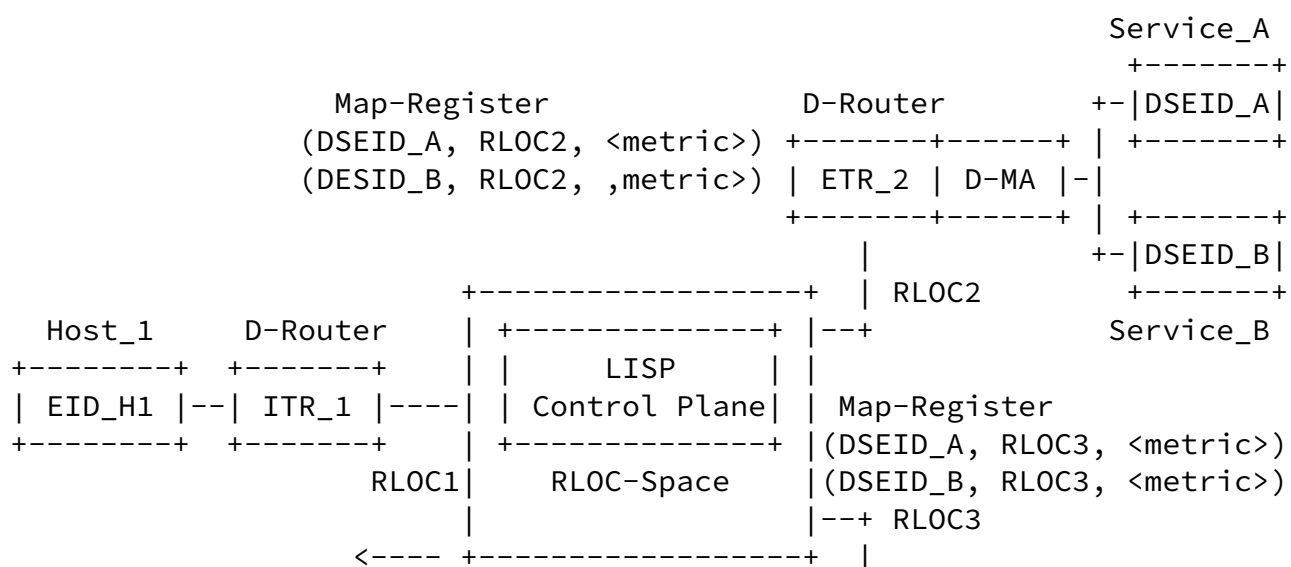 Service_A
+-------+
Map-Register D-Router +-|DSEID_A|
(DSEID_A, RLOC2, <metric>) +-------+------+ | +-------+
(DESID_B, RLOC2, ,metric>) | ETR_2 | D-MA |-|
+-------+------+ | +-------+
| +-|DSEID_B|
+------------------+ | RLOC2 +-------+
Host_1 D-Router | +--------------+ |--+ Service_B
+--------+ +-------+ | | LISP | |
| EID_H1 |--| ITR_1 |----| | Control Plane| | Map-Register
+--------+ +-------+ | +--------------+ |(DSEID_A, RLOC3, <metric>)
RLOC1| RLOC-Space |(DSEID_B, RLOC3, <metric>)
| |--+ RLOC3
<---- +------------------+ |